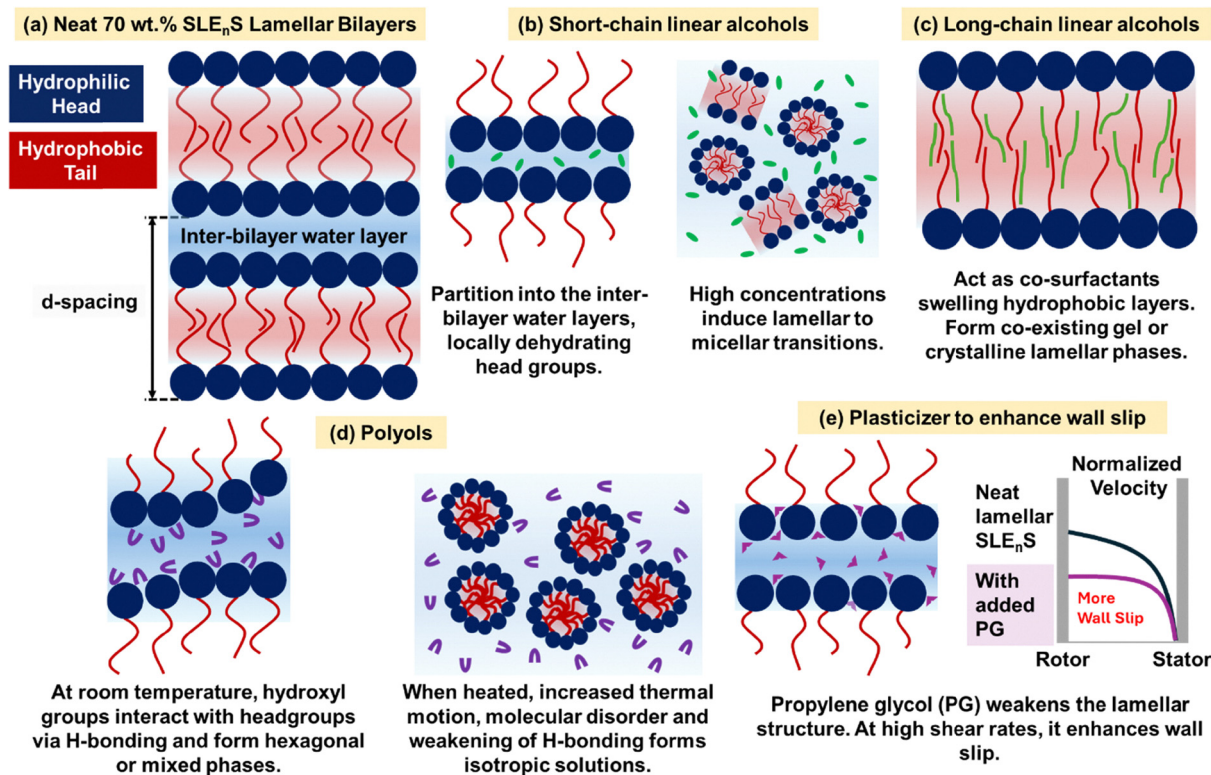 (a) Neat 70 wt.% SLEₙS Lamellar Bilayers
Hydrophilic
Head
Hydrophobic
Tail
Inter-bilayer water layer
d-spacing
(b) Short-chain linear alcohols
Partition into the inter-
bilayer water layers,
locally dehydrating
head groups.
High concentrations
induce lamellar to
micellar transitions.
(c) Long-chain linear alcohols
Act as co-surfactants
swelling hydrophobic layers.
Form co-existing gel or
crystalline lamellar phases.
(d) Polyols
At room temperature, hydroxyl
groups interact with headgroups
via H-bonding and form hexagonal
or mixed phases.
When heated, increased thermal
motion, molecular disorder and
weakening of H-bonding forms
isotropic solutions.
(e) Plasticizer to enhance wall slip
Normalized
Velocity
Neat
lamellar
SLEₙS
With
added
PG
More
Wall Slip
Rotor
Stator
Propylene glycol (PG) weakens the lamellar
structure. At high shear rates, it enhances wall
slip.